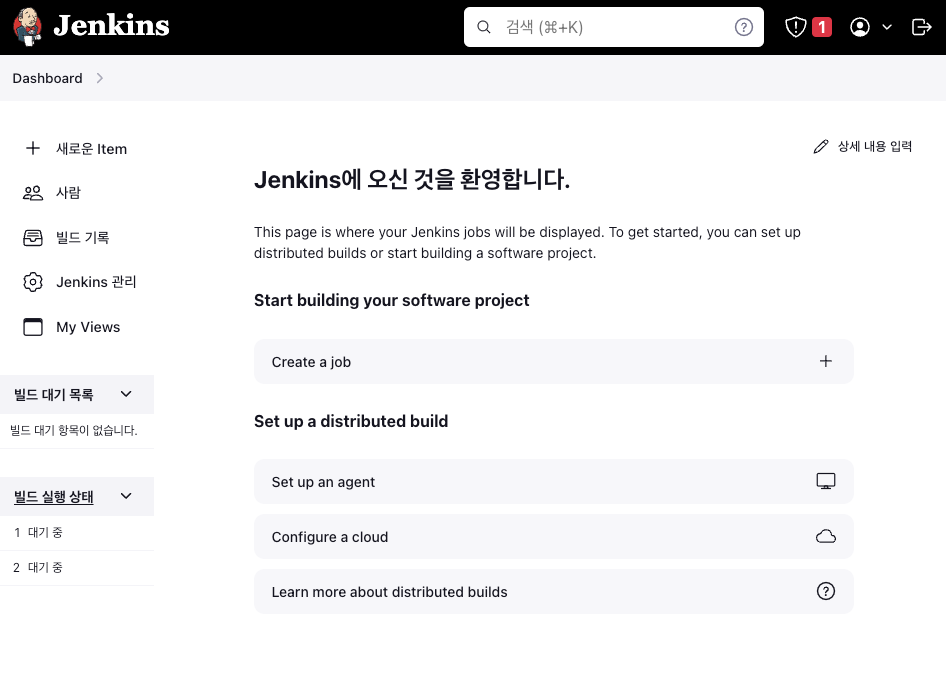 Jenkins
검색 (⌘+K)
1
Dashboard
새로운 Item
사람
빌드 기록
Jenkins 관리
My Views
빌드 대기 목록
빌드 대기 항목이 없습니다.
빌드 실행 상태
1 대기 중
2 대기 중
상세 내용 입력
Jenkins에 오신 것을 환영합니다.
This page is where your Jenkins jobs will be displayed. To get started, you can set up
distributed builds or start building a software project.
Start building your software project
Create a job
Set up a distributed build
Set up an agent
Configure a cloud
Learn more about distributed builds